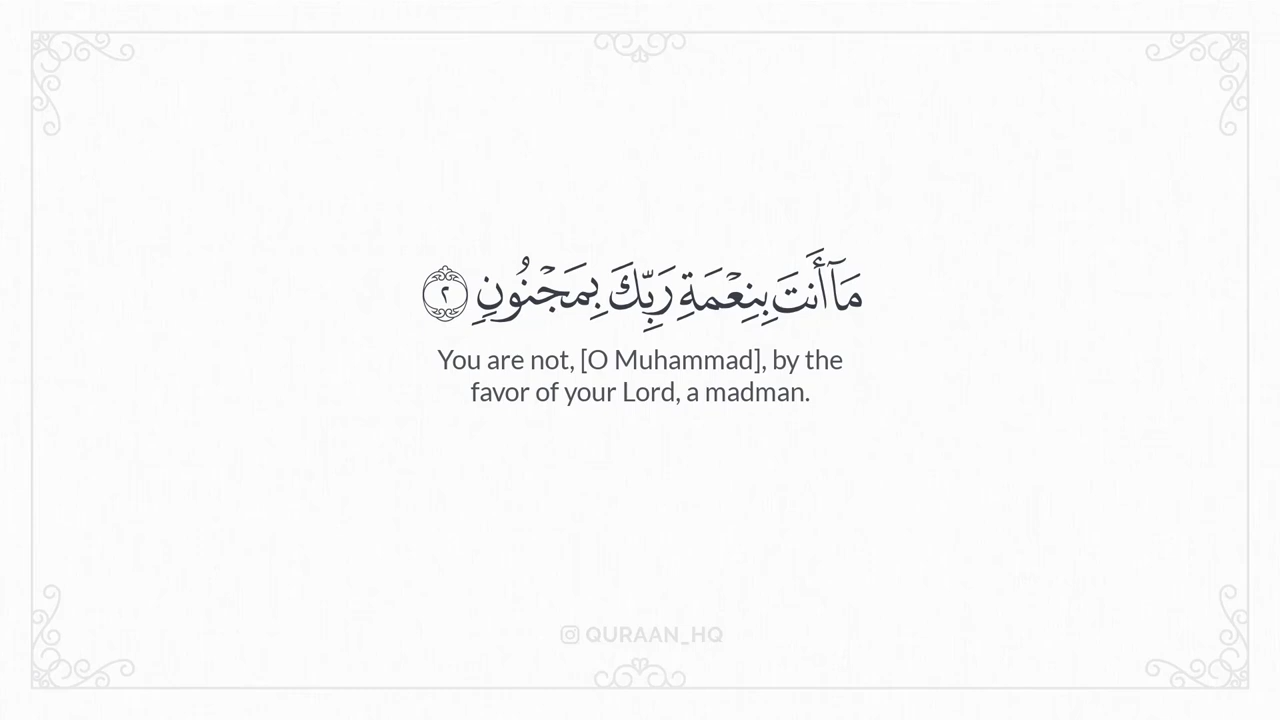 مَآ أَنتَ بِنِعْمَةِ رَبِّكَ بِمَجْنُونٍ ٢
You are not, [O Muhammad], by the
favor of your Lord, a madman.
QURAAN_HQ